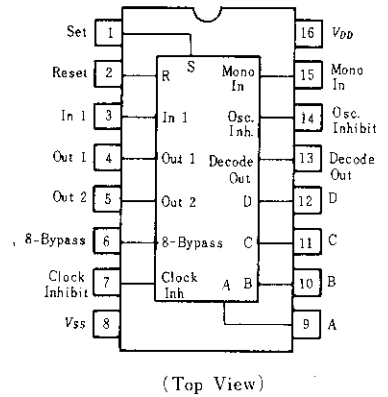 Set 1 16 VDD
S
Reset 2 R Mono In 15 Mono In
In 1 3 In 1 Osc. Inh. 14 Osc. Inhibit
Out 1 4 Out 1 Decode Out 13 Decode Out
Out 2 5 Out 2 D 12 D
8-Bypass 6 8-Bypass C 11 C
Clock Inhibit 7 Clock Inh A B 10 B
VSS 8 9 A
(Top View)